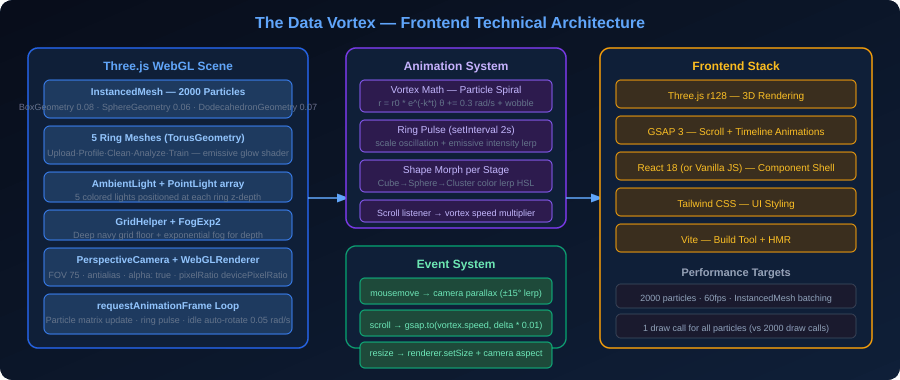 The Data Vortex — Frontend Technical Architecture
Three.js WebGL Scene
InstancedMesh — 2000 Particles
BoxGeometry 0.08 · SphereGeometry 0.06 · DodecahedronGeometry 0.07
5 Ring Meshes (TorusGeometry)
Upload·Profile·Clean·Analyze·Train — emissive glow shader
AmbientLight + PointLight array
5 colored lights positioned at each ring z-depth
GridHelper + FogExp2
Deep navy grid floor + exponential fog for depth
PerspectiveCamera + WebGLRenderer
FOV 75 · antialias · alpha: true · pixelRatio devicePixelRatio
requestAnimationFrame Loop
Particle matrix update · ring pulse · idle auto-rotate 0.05 rad/s
Animation System
Vortex Math — Particle Spiral
r = r0 * e^(-k*t) θ += 0.3 rad/s + wobble
Ring Pulse (setInterval 2s)
scale oscillation + emissive intensity lerp
Shape Morph per Stage
Cube→Sphere→Cluster color lerp HSL
Scroll listener → vortex speed multiplier
Event System
mousemove → camera parallax (±15° lerp)
scroll → gsap.to(vortex.speed, delta * 0.01)
resize → renderer.setSize + camera aspect
Frontend Stack
Three.js r128 — 3D Rendering
GSAP 3 — Scroll + Timeline Animations
React 18 (or Vanilla JS) — Component Shell
Tailwind CSS — UI Styling
Vite — Build Tool + HMR
Performance Targets
2000 particles · 60fps · InstancedMesh batching
1 draw call for all particles (vs 2000 draw calls)